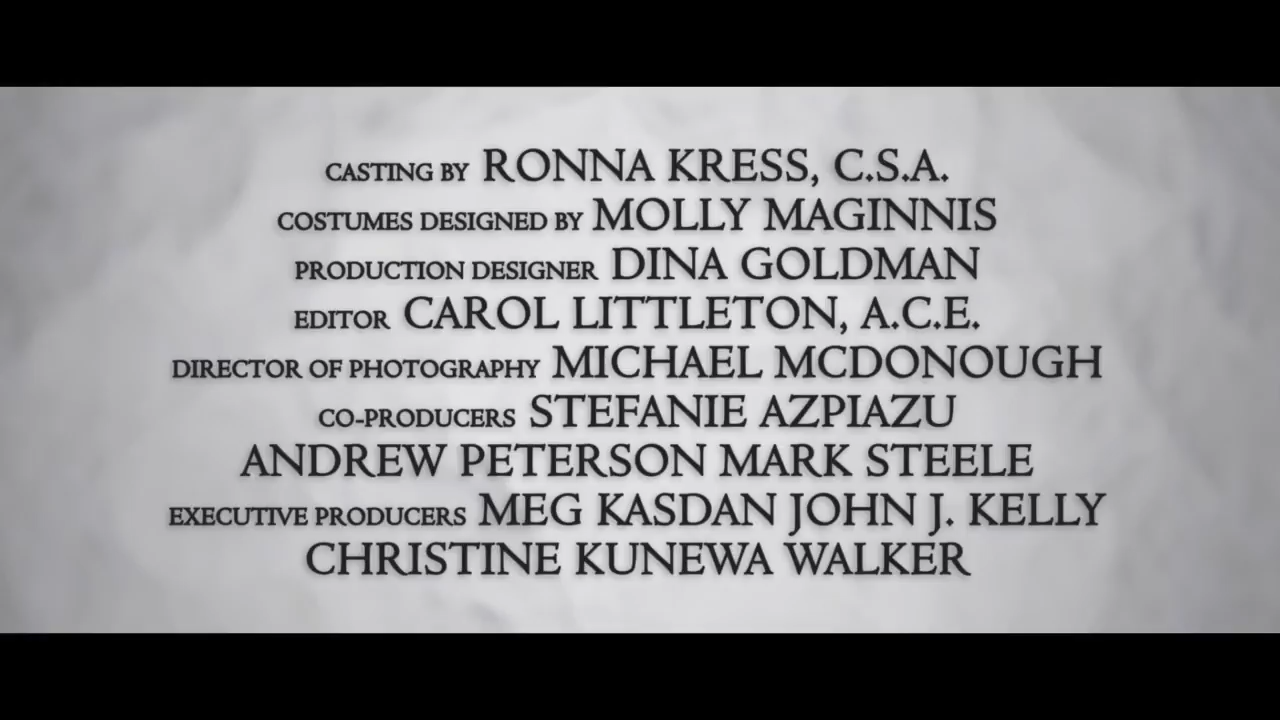 CASTING BY RONNA KRESS, C.S.A.
COSTUMES DESIGNED BY MOLLY MAGINNIS
PRODUCTION DESIGNER DINA GOLDMAN
EDITOR CAROL LITTLETON, A.C.E.
DIRECTOR OF PHOTOGRAPHY MICHAEL MCDONOUGH
CO-PRODUCERS STEFANIE AZPIAZU
ANDREW PETERSON MARK STEELE
EXECUTIVE PRODUCERS MEG KASDAN JOHN J. KELLY
CHRISTINE KUNEWA WALKER